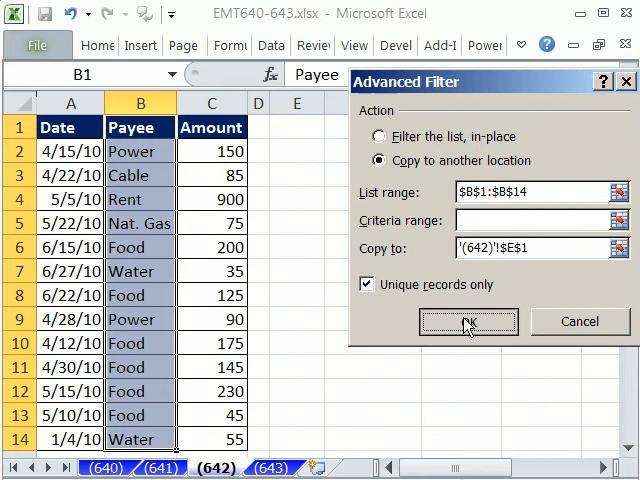 EMT640-643.xlsx - Microsoft Excel
File Home Insert Page Formu Data Review View Devel Add-I Power
B1 fx Payee
Advanced Filter
Action
Filter the list, in-place
Copy to another location
List range: $B$1:$B$14
Criteria range:
Copy to: '(642)'!$E$1
Unique records only
OK Cancel
A B C D E
1 Date Payee Amount
2 4/15/10 Power 150
3 4/22/10 Cable 85
4 5/5/10 Rent 900
5 5/22/10 Nat. Gas 75
6 6/15/10 Food 200
7 6/27/10 Water 35
8 6/22/10 Food 125
9 4/28/10 Power 90
10 4/12/10 Food 175
11 4/30/10 Food 145
12 5/15/10 Food 230
13 5/10/10 Food 45
14 1/4/10 Water 55
(640) (641) (642) (643)